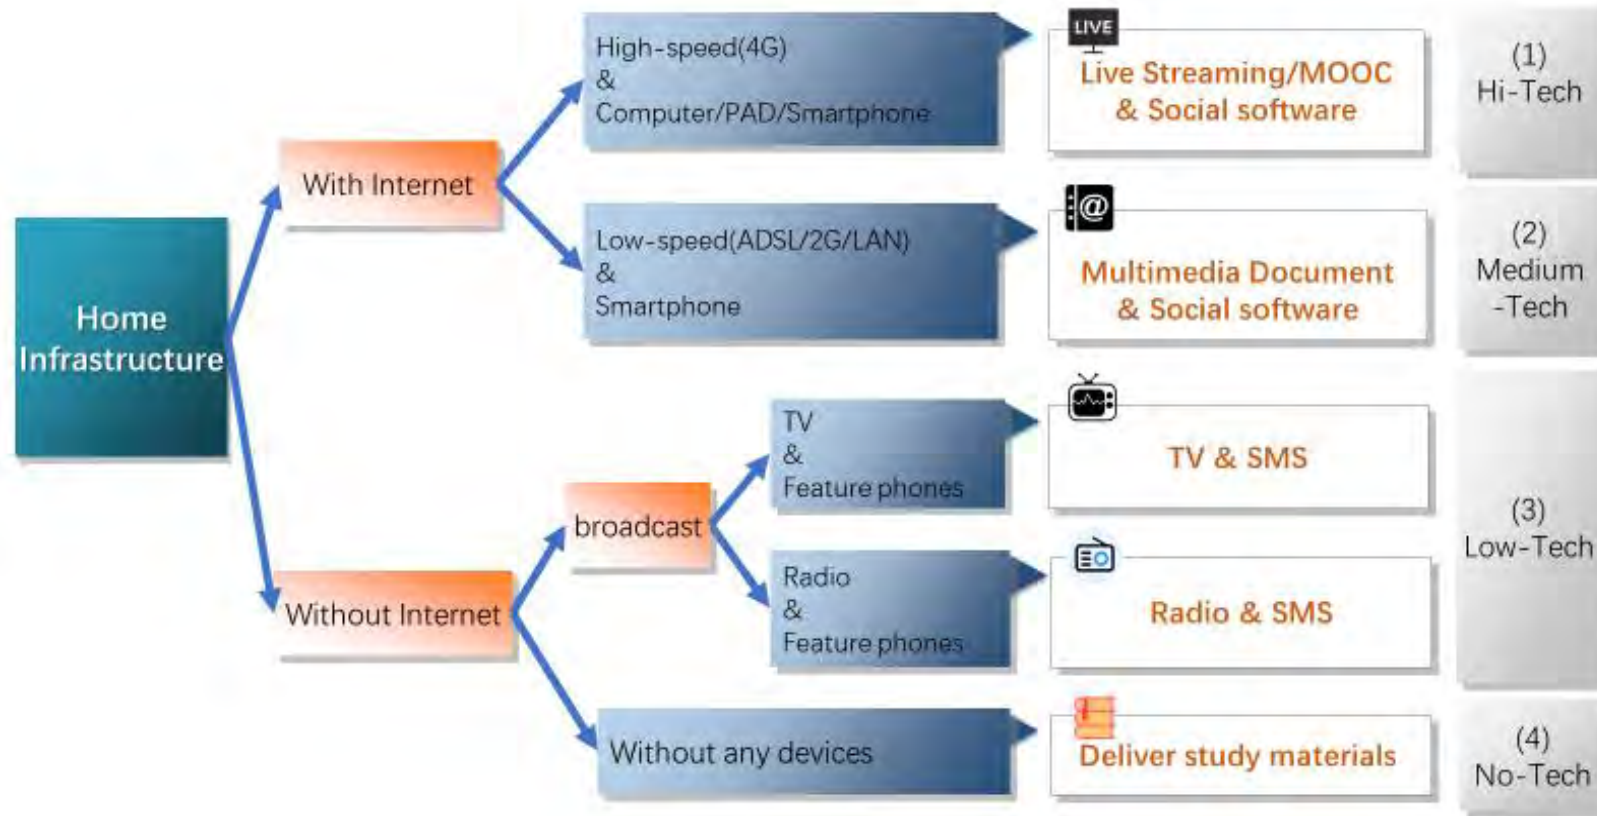 High-speed(4G)
&
Computer/PAD/Smartphone
LIVE
Live Streaming/MOOC
& Social software
(1)
Hi-Tech
With Internet
Low-speed(ADSL/2G/LAN)
&
Smartphone
@
Multimedia Document
& Social software
(2)
Medium
-Tech
Home
Infrastructure
TV
&
Feature phones
TV & SMS
broadcast
(3)
Low-Tech
Without Internet
Radio
&
Feature phones
Radio & SMS
Without any devices
Deliver study materials
(4)
No-Tech